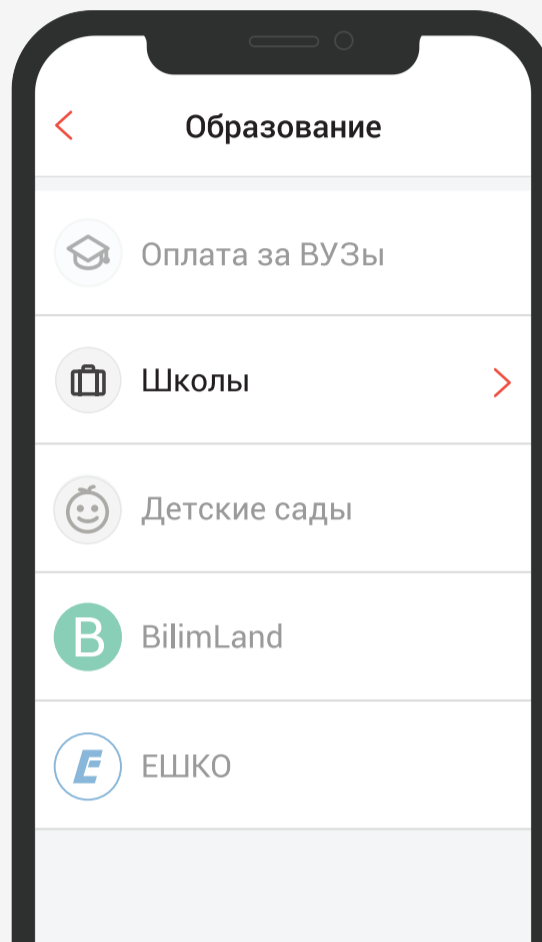 Образование
Оплата за ВУЗы
Школы
Детские сады
B BilimLand
E ЕШКО